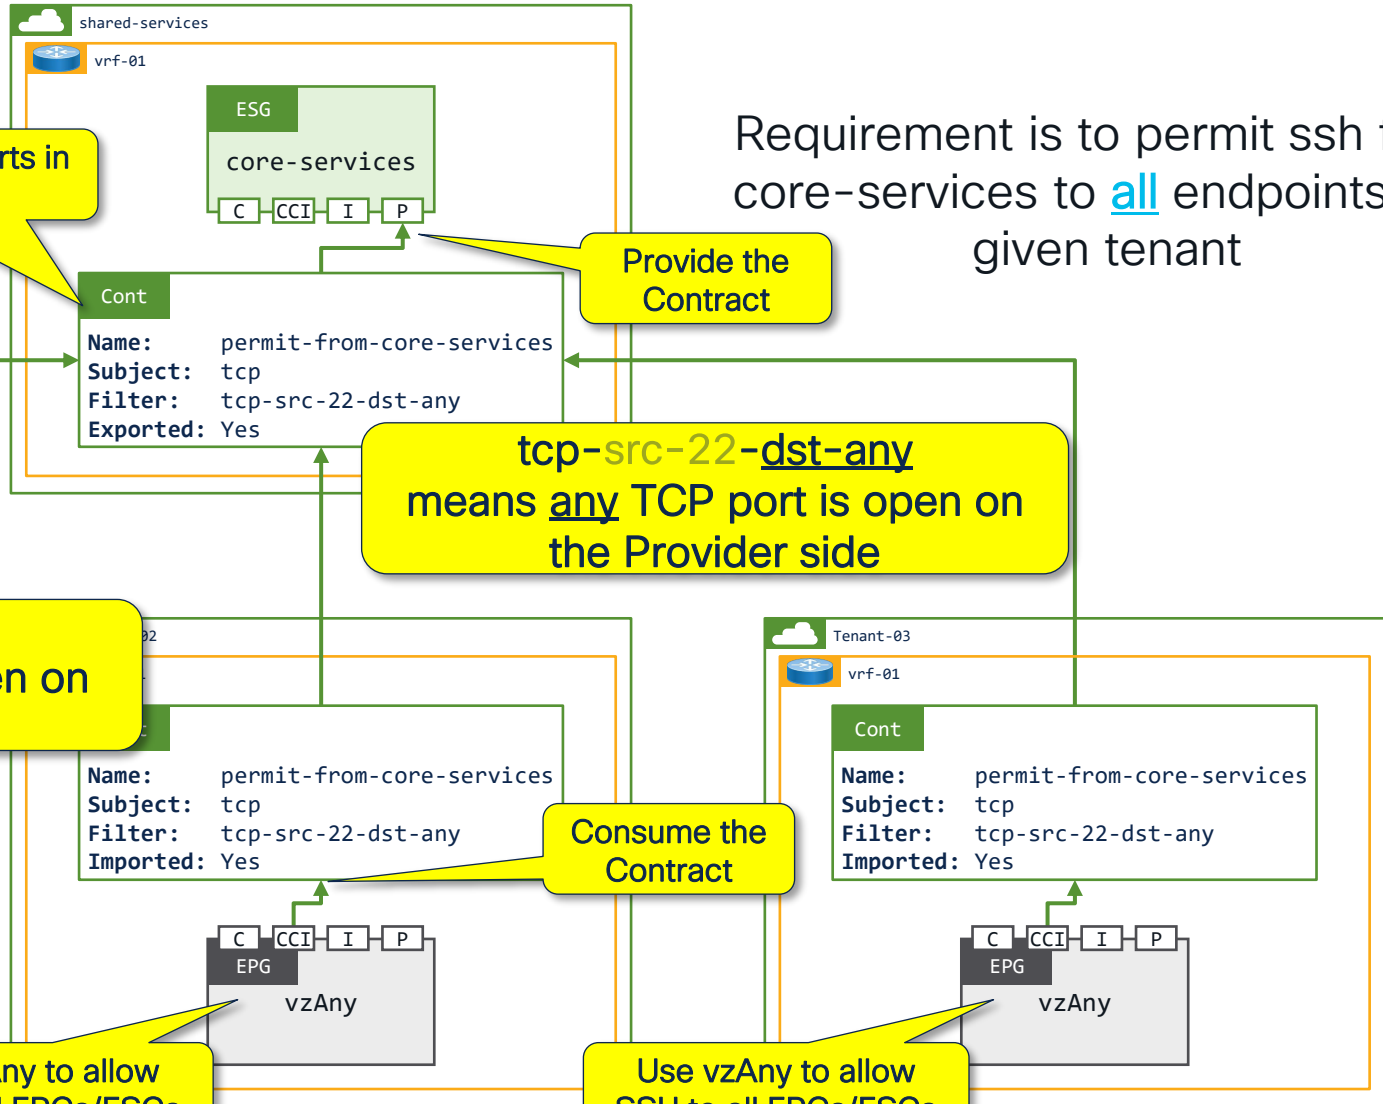 shared-services
vrf-01
ESG
core-services
C CCI I P
Requirement is to permit ssh
core-services to all endpoints
given tenant
in
Provide the
Contract
Cont
Name: permit-from-core-services
Subject: tcp
Filter: tcp-src-22-dst-any
Exported: Yes
tcp-src-22-dst-any
means any TCP port is open on
the Provider side
on
02
Tenant-03
vrf-01
Name: permit-from-core-services
Subject: tcp
Filter: tcp-src-22-dst-any
Imported: Yes
Consume the
Contract
Cont
Name: permit-from-core-services
Subject: tcp
Filter: tcp-src-22-dst-any
Imported: Yes
C CCI I P
EPG
vzAny
C CCI I P
EPG
vzAny
to allow
Use vzAny to allow
SSH to all EPGs/ESGs